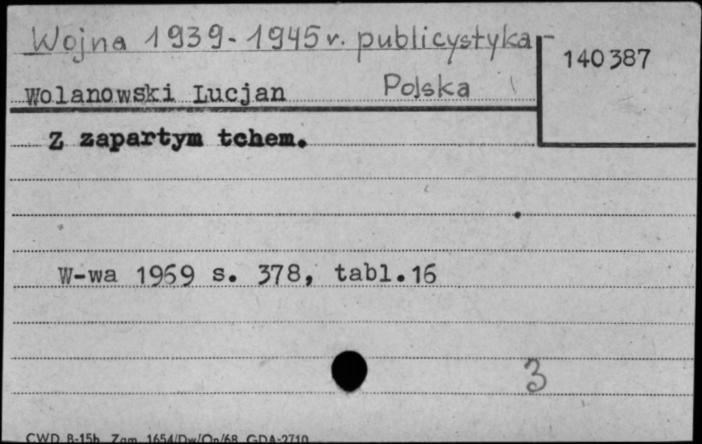 Wojna 1939-1945 r. publicystyka-
Polska
140387
Wolanowski Lucjan
Z zapartym tchem.
W-wa 1969 s. 378, tabl.16
3
CWD B-15h Zam. 1654/Dw/On/68 GDA-2710